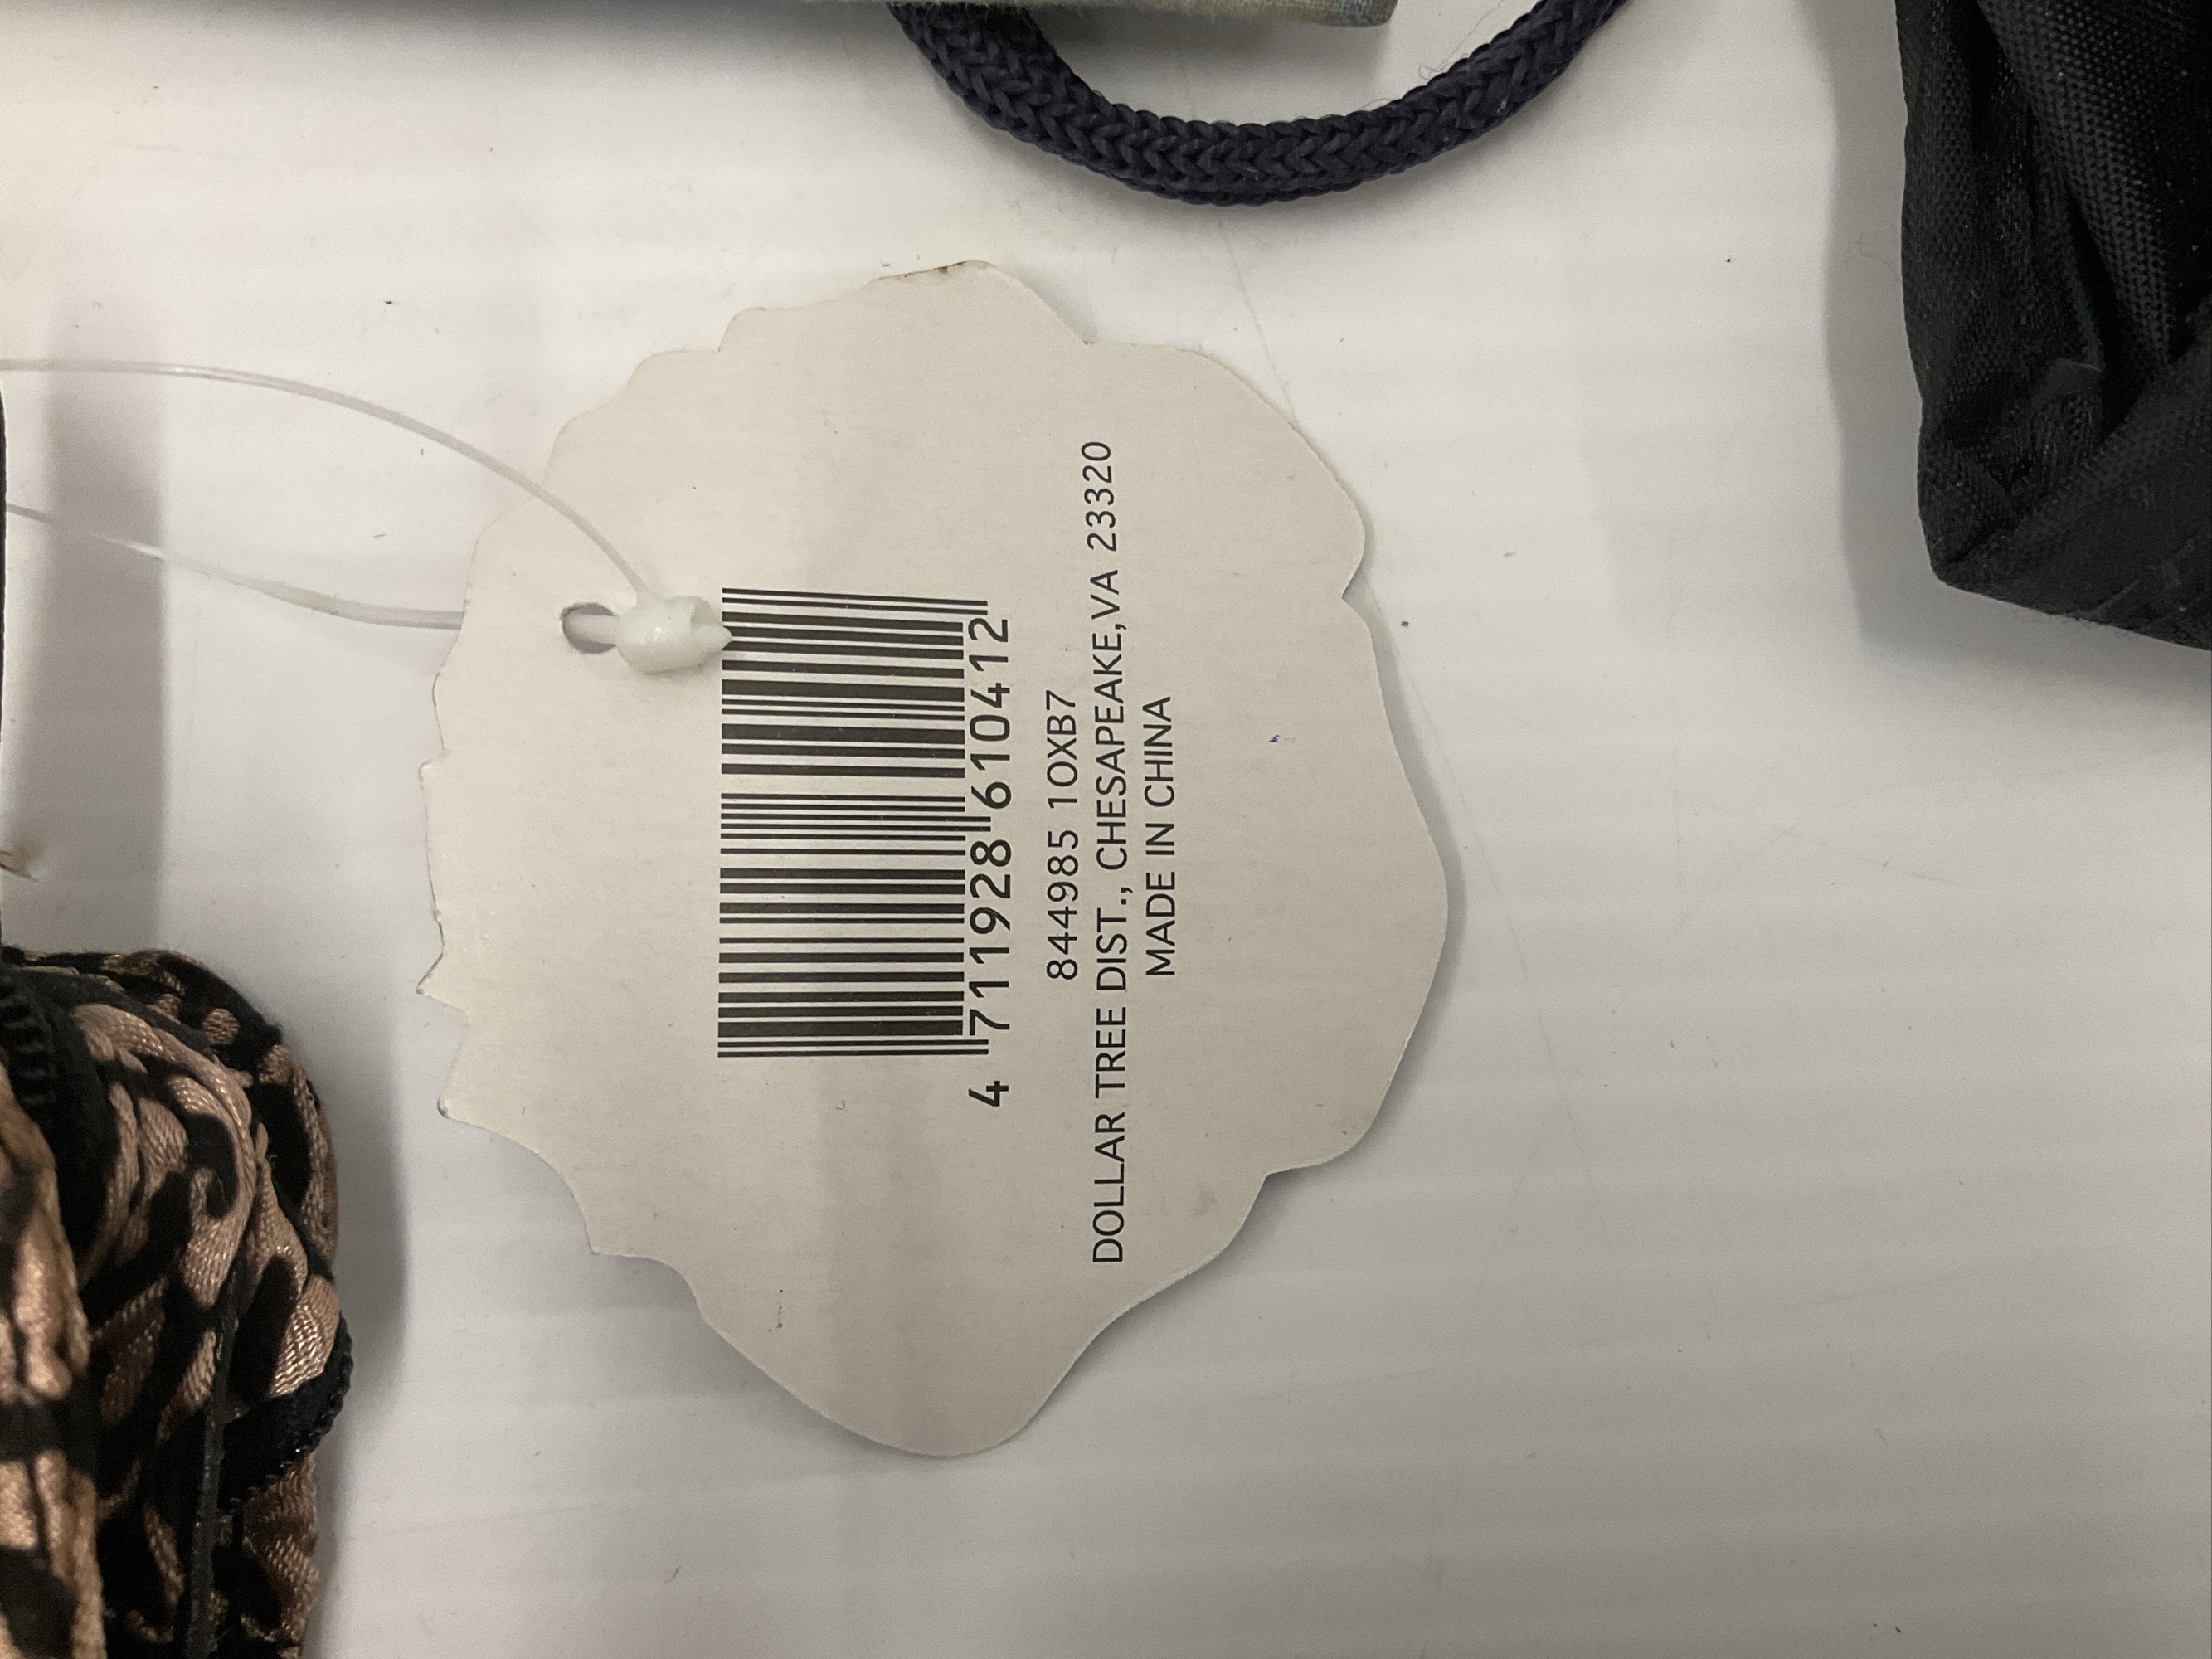 4 711928 610412
844985 10XB7
DOLLAR TREE DIST., CHESAPEAKE,VA 23320
MADE IN CHINA